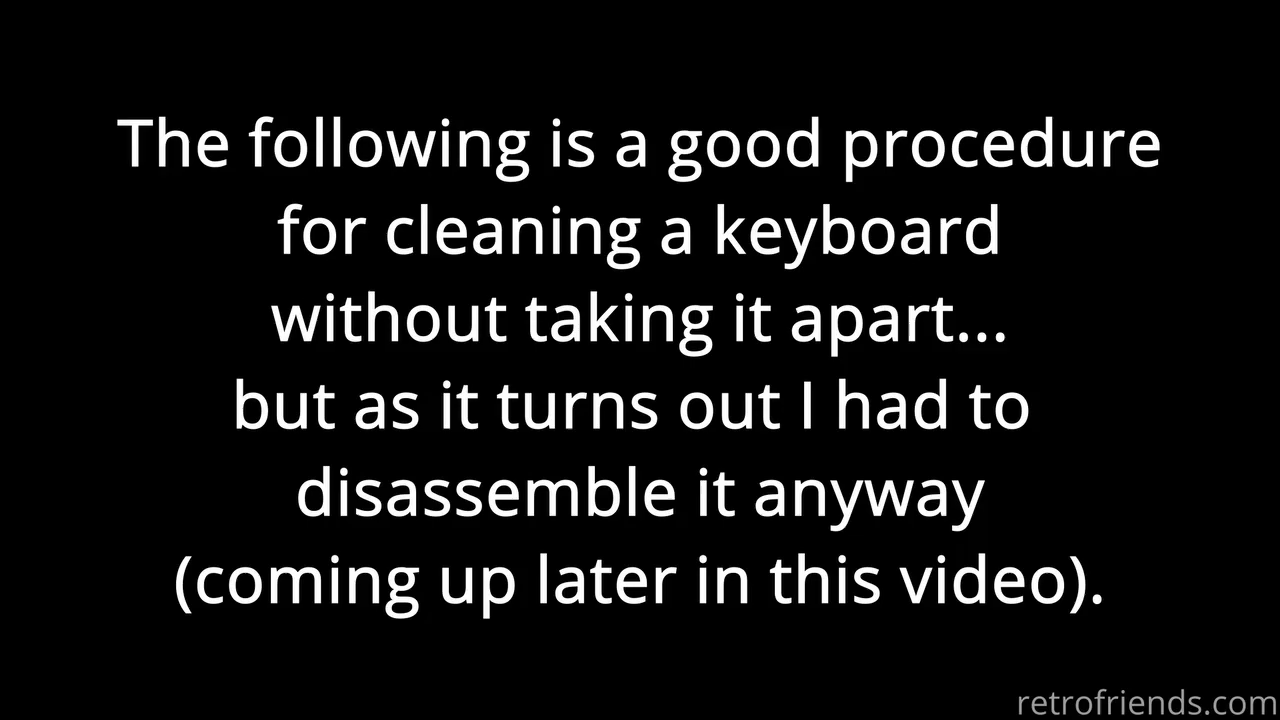 The following is a good procedure
for cleaning a keyboard
without taking it apart...
but as it turns out I had to
disassemble it anyway
(coming up later in this video).
retrofriends.com